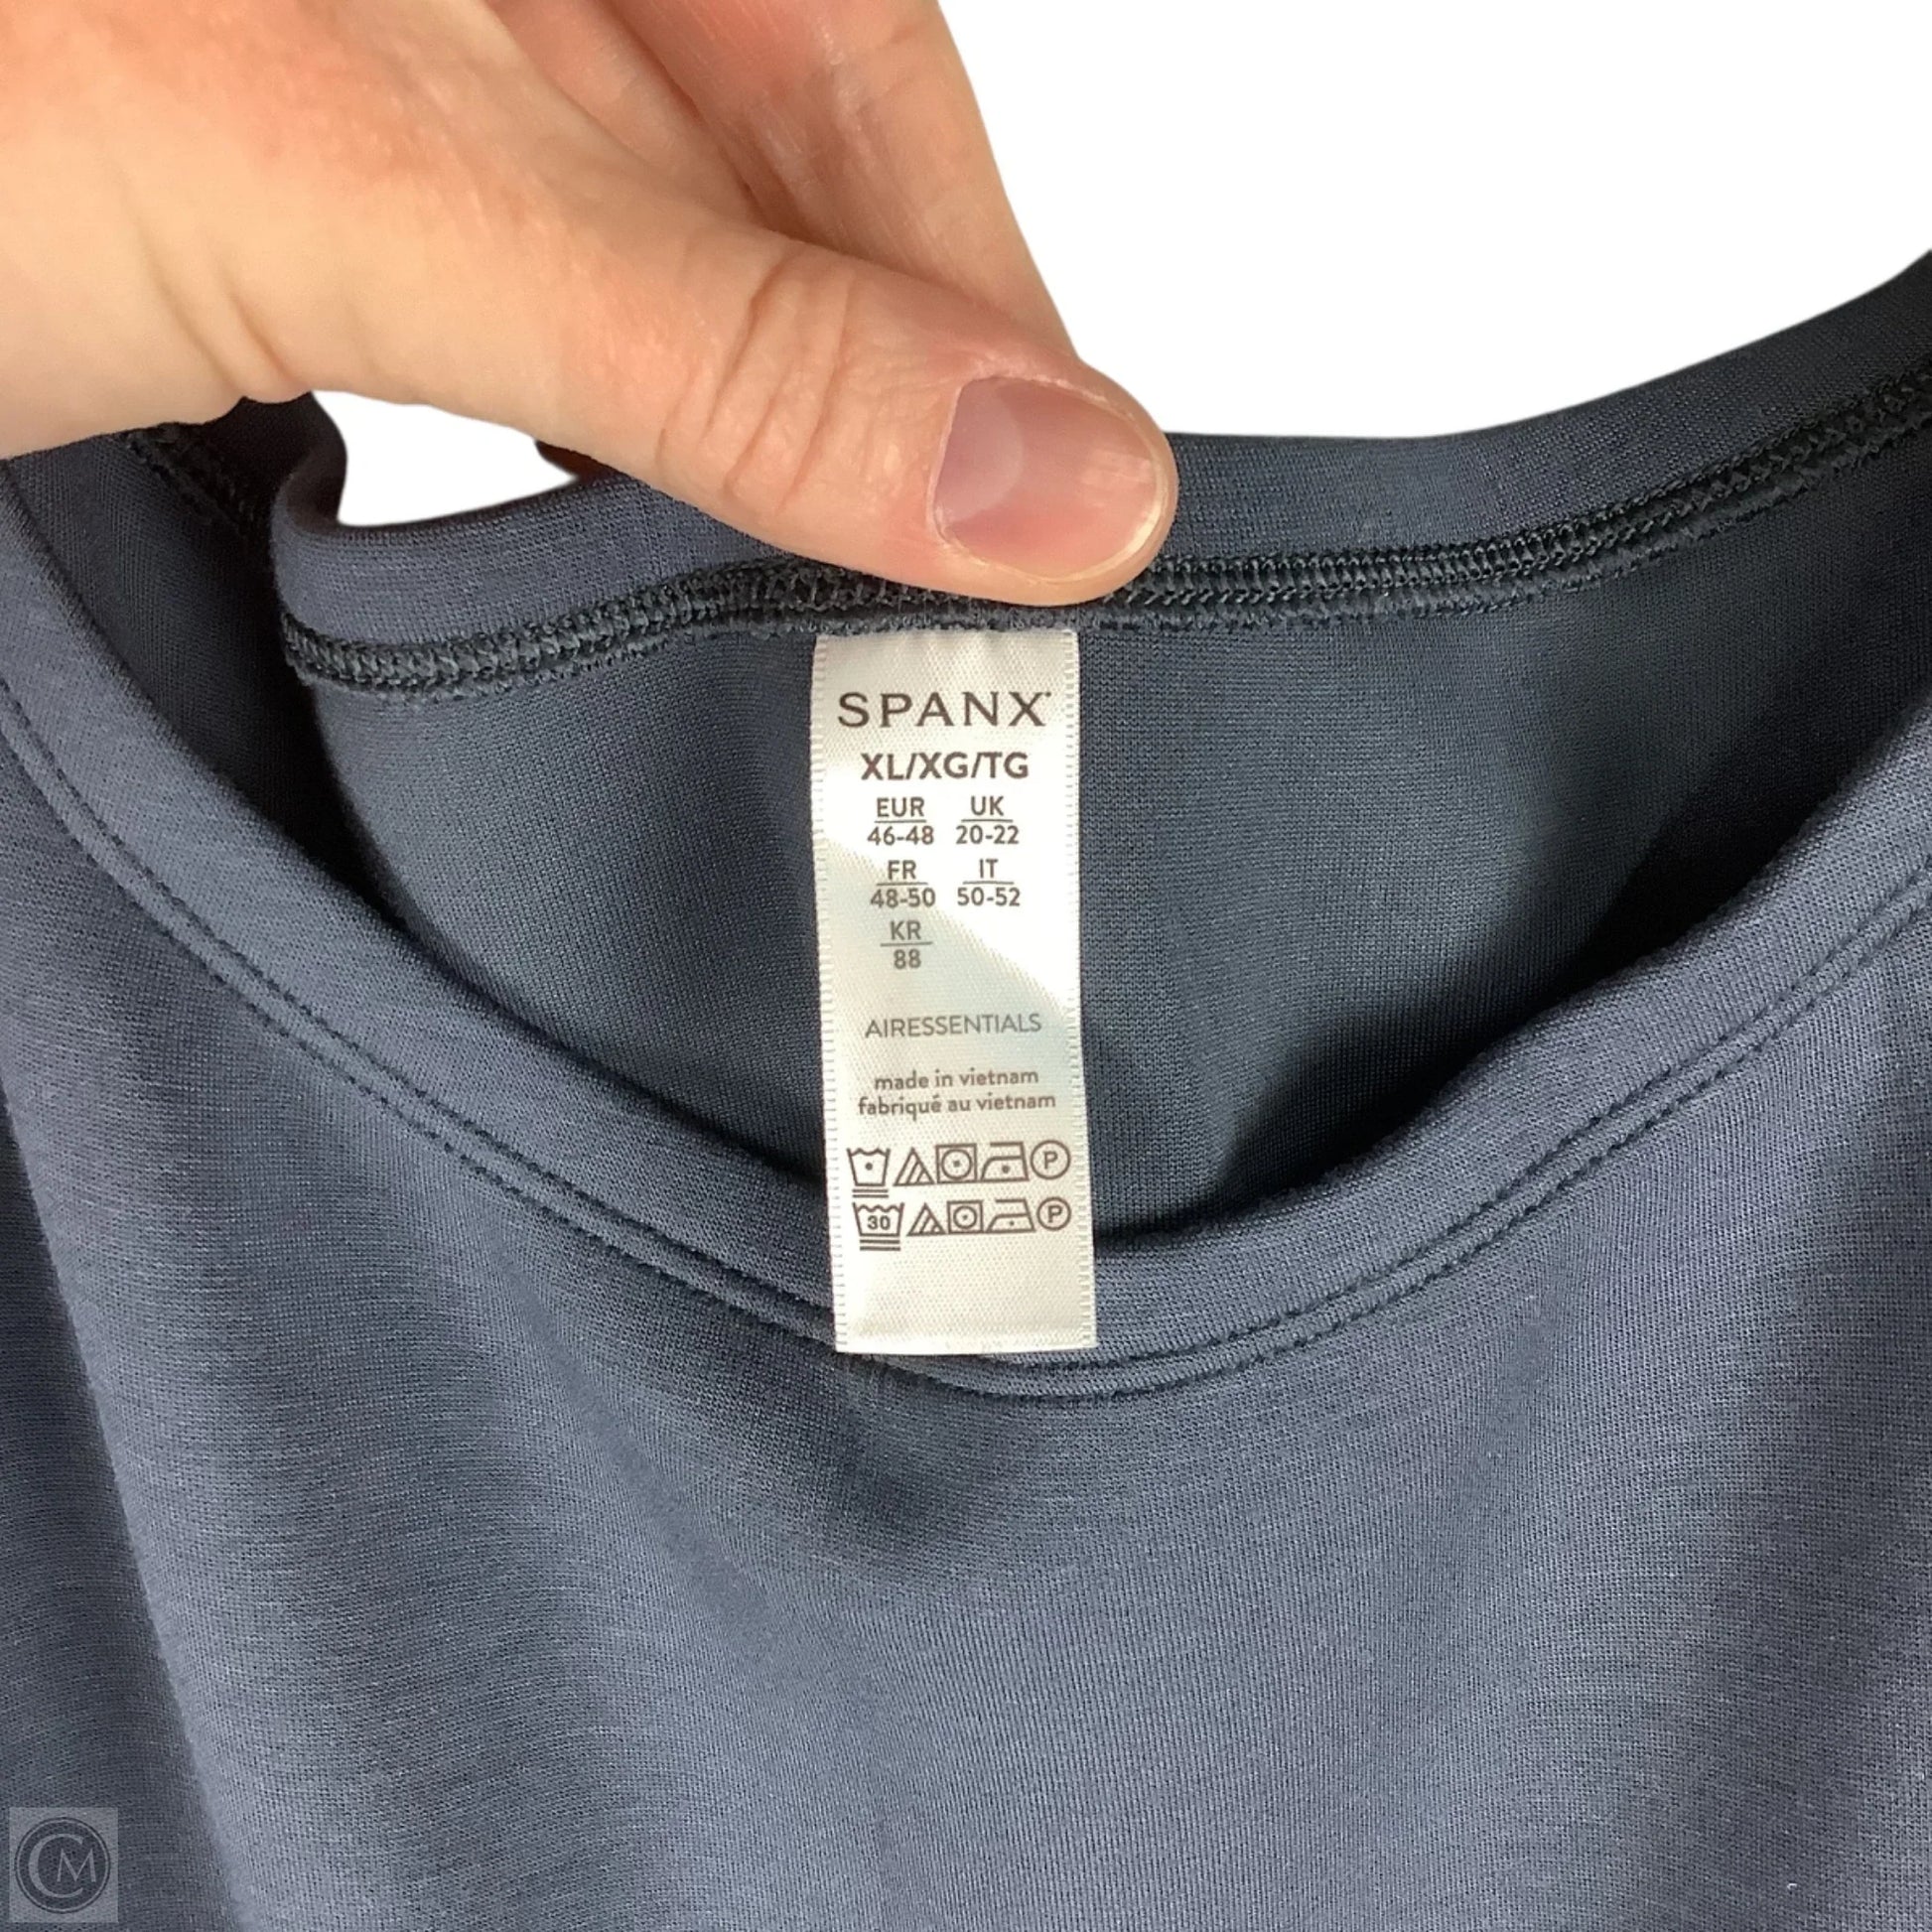 SPANX
XL/XG/TG
EUR UK
46-48 20-22
FR IT
48-50 50-52
KR
88
AIRESSENTIALS
made in vietnam
fabriqué au vietnam
P
30 P
CM